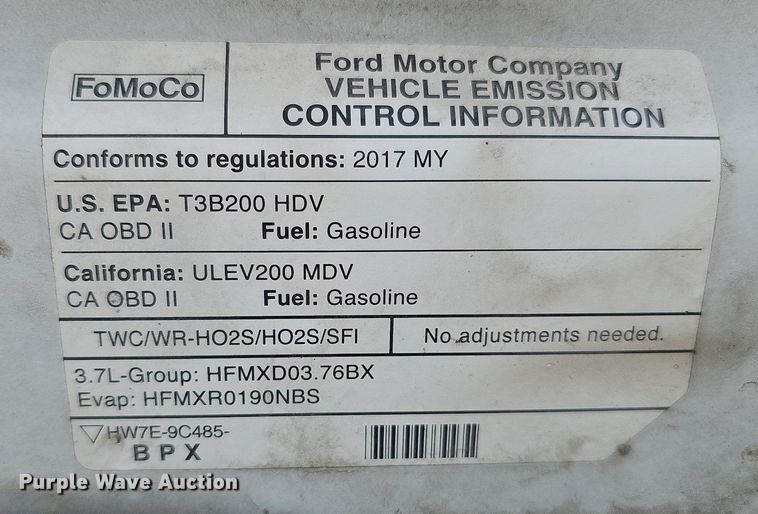 FoMoCo
Ford Motor Company
VEHICLE EMISSION
CONTROL INFORMATION
Conforms to regulations: 2017 MY
U.S. EPA: T3B200 HDV
CA OBD II Fuel: Gasoline
California: ULEV200 MDV
CA OBD II Fuel: Gasoline
TWC/WR-HO2S/HO2S/SFI No adjustments needed.
3.7L-Group: HFMXD03.76BX
Evap: HFMXR0190NBS
HW7E-9C485-
BPX
Purple Wave Auction